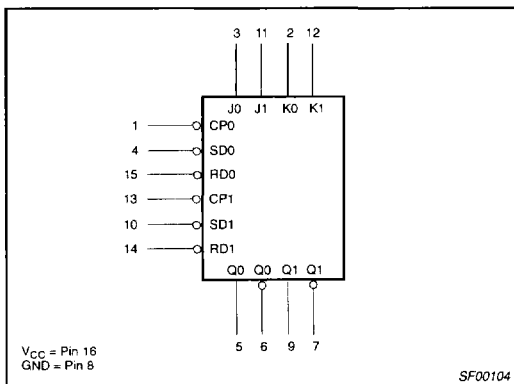 3 11 2 12
J0 J1 K0 K1
1 CP0
4 SD0
15 RD0
13 CP1
10 SD1
14 RD1
Q0 Q0 Q1 Q1
5 6 9 7
VCC = Pin 16
GND = Pin 8
SF00104